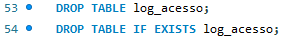 53 DROP TABLE log_acesso;
54 DROP TABLE IF EXISTS log_acesso;